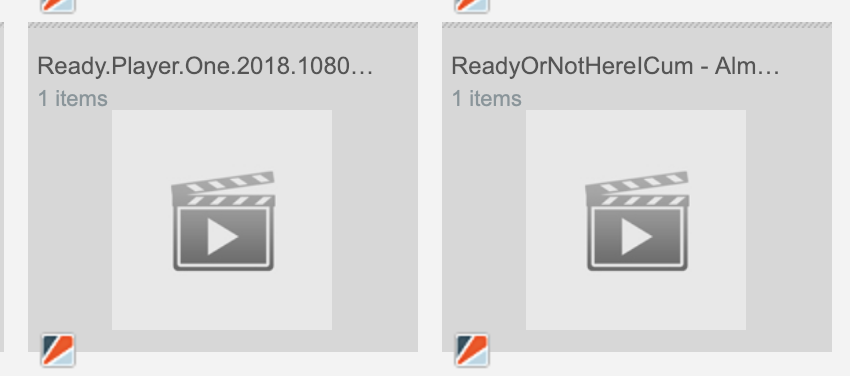 Ready.Player.One.2018.1080…
1 items
ReadyOrNotHereICum - Alm…
1 items